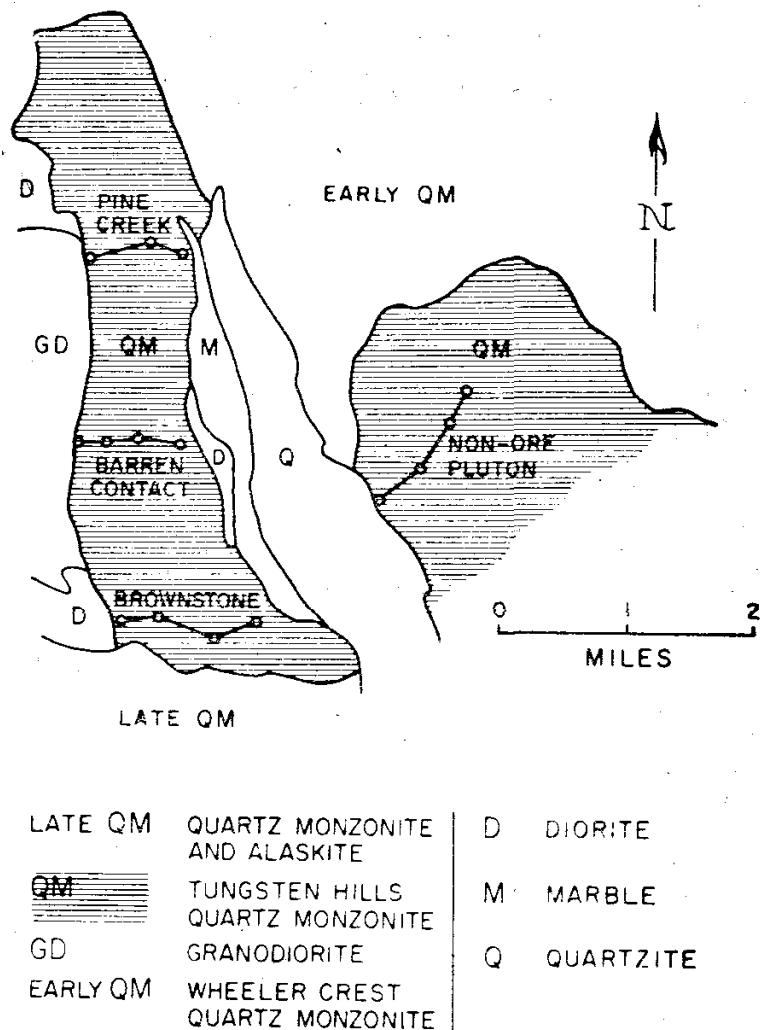 EARLY QM
N
D
PINE
CREEK
GD
QM
M
QM
NON-ORE
PLUTON
BARREN
CONTACT
D
Q
D
BROWNSTONE
0 1 2
MILES
LATE QM
LATE QM QUARTZ MONZONITE
AND ALASKITE
QM TUNGSTEN HILLS
QUARTZ MONZONITE
GD GRANODIORITE
EARLY QM WHEELER CREST
QUARTZ MONZONITE
D DIORITE
M MARBLE
Q QUARTZITE